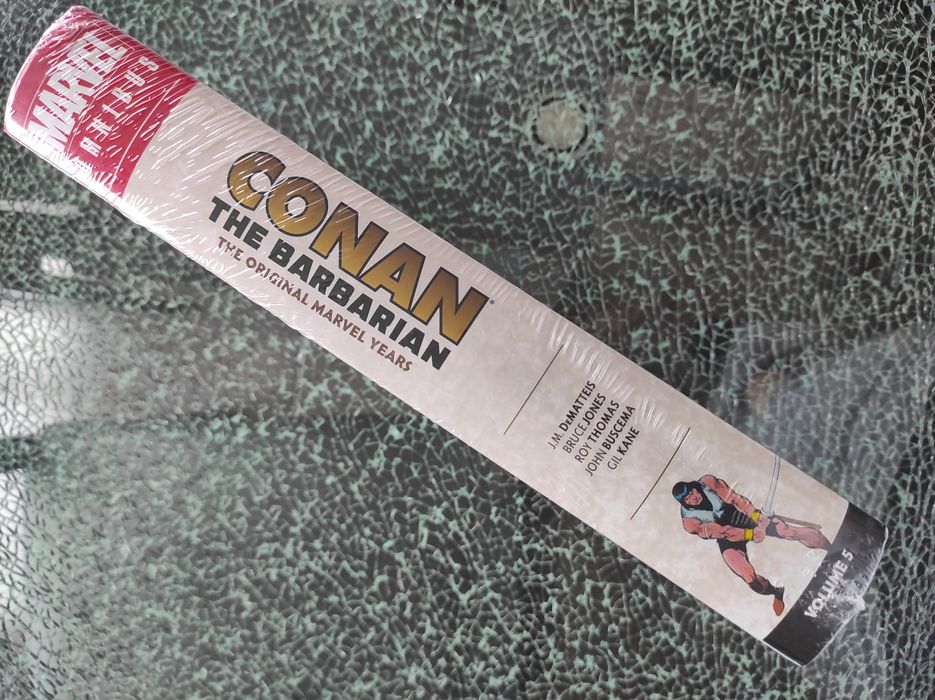 MARVEL
OMNIBUS
CONAN®
THE BARBARIAN
THE ORIGINAL MARVEL YEARS
J.M. DeMATTEIS
BRUCE JONES
ROY THOMAS
JOHN BUSCEMA
GIL KANE
VOLUME 5